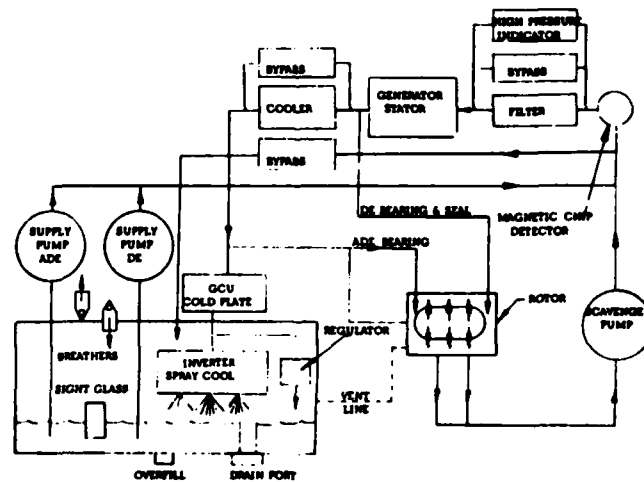 HIGH PRESSURE
INDICATOR
BYPASS
BYPASS
GENERATOR
STATOR
COOLER
FILTER
BYPASS
SUPPLY
PUMP
ADE
SUPPLY
PUMP
DE
DE BEARING & SEAL
MAGNETIC CHIP
DETECTOR
ADE BEARING
GCU
COLD PLATE
ROTOR
SCAVENGE
PUMP
BREATHERS
REGULATOR
INVERTER
SPRAY COOL
SIGHT GLASS
VENT
LINE
OVERFILL
DRAIN PORT